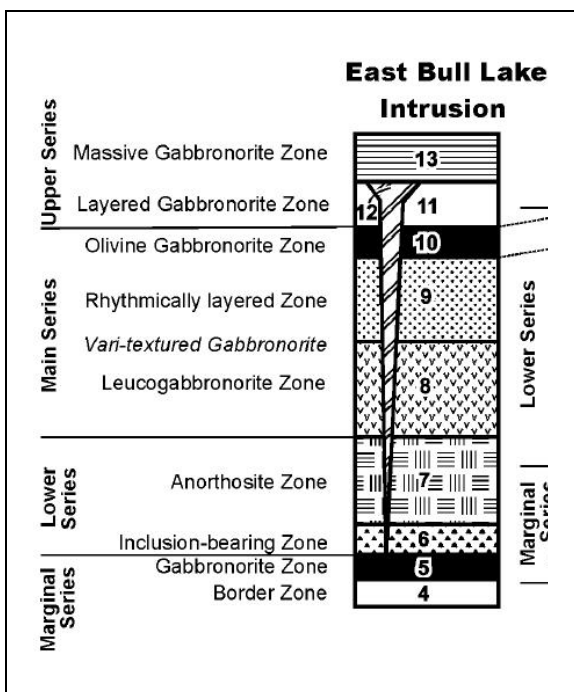 East Bull Lake
Intrusion
Upper Series
Massive Gabbronorite Zone
13
Layered Gabbronorite Zone
12
11
Main Series
Olivine Gabbronorite Zone
10
Rhythmically layered Zone
9
Vari-textured Gabbronorite
Leucogabbronorite Zone
8
Lower Series
Lower
Series
Anorthosite Zone
7
Inclusion-bearing Zone
6
Marginal
Marginal
Series
Gabbronorite Zone
5
Border Zone
4